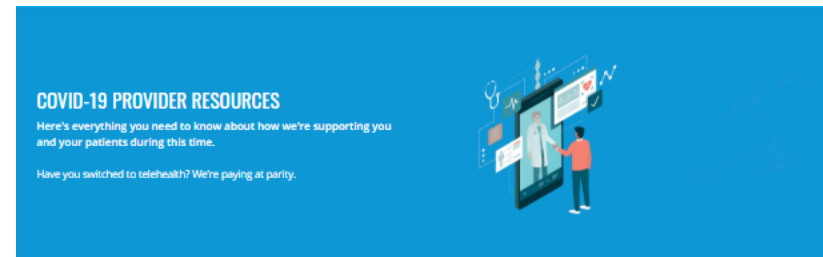 COVID-19 PROVIDER RESOURCES
Here's everything you need to know about how we're supporting you
and your patients during this time.
Have you switched to telehealth? We're paying at parity.